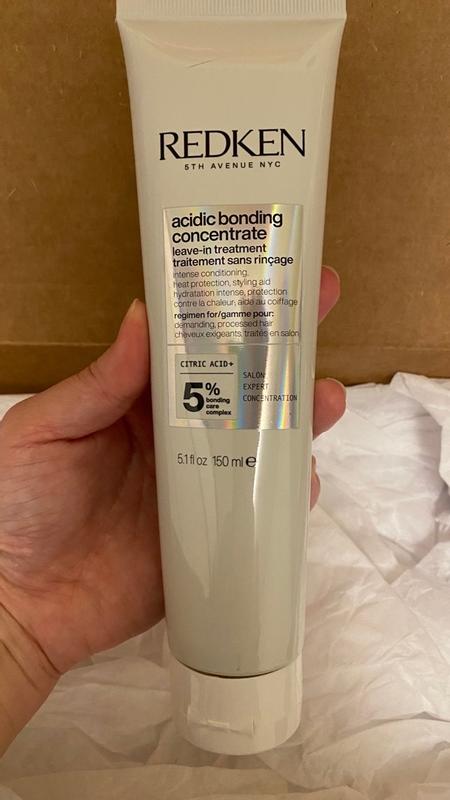 REDKEN
5TH AVENUE NYC
acidic bonding
concentrate
leave-in treatment
traitement sans rinçage
intense conditioning,
heat protection, styling aid
hydratation intense, protection
contre la chaleur, aide au coiffage
regimen for/gamme pour:
demanding, processed hair
cheveux exigeants, traités en salon
CITRIC ACID+
5%
bonding
care
complex
SALON
EXPERT
CONCENTRATION
5.1 fl oz 150 ml ℮